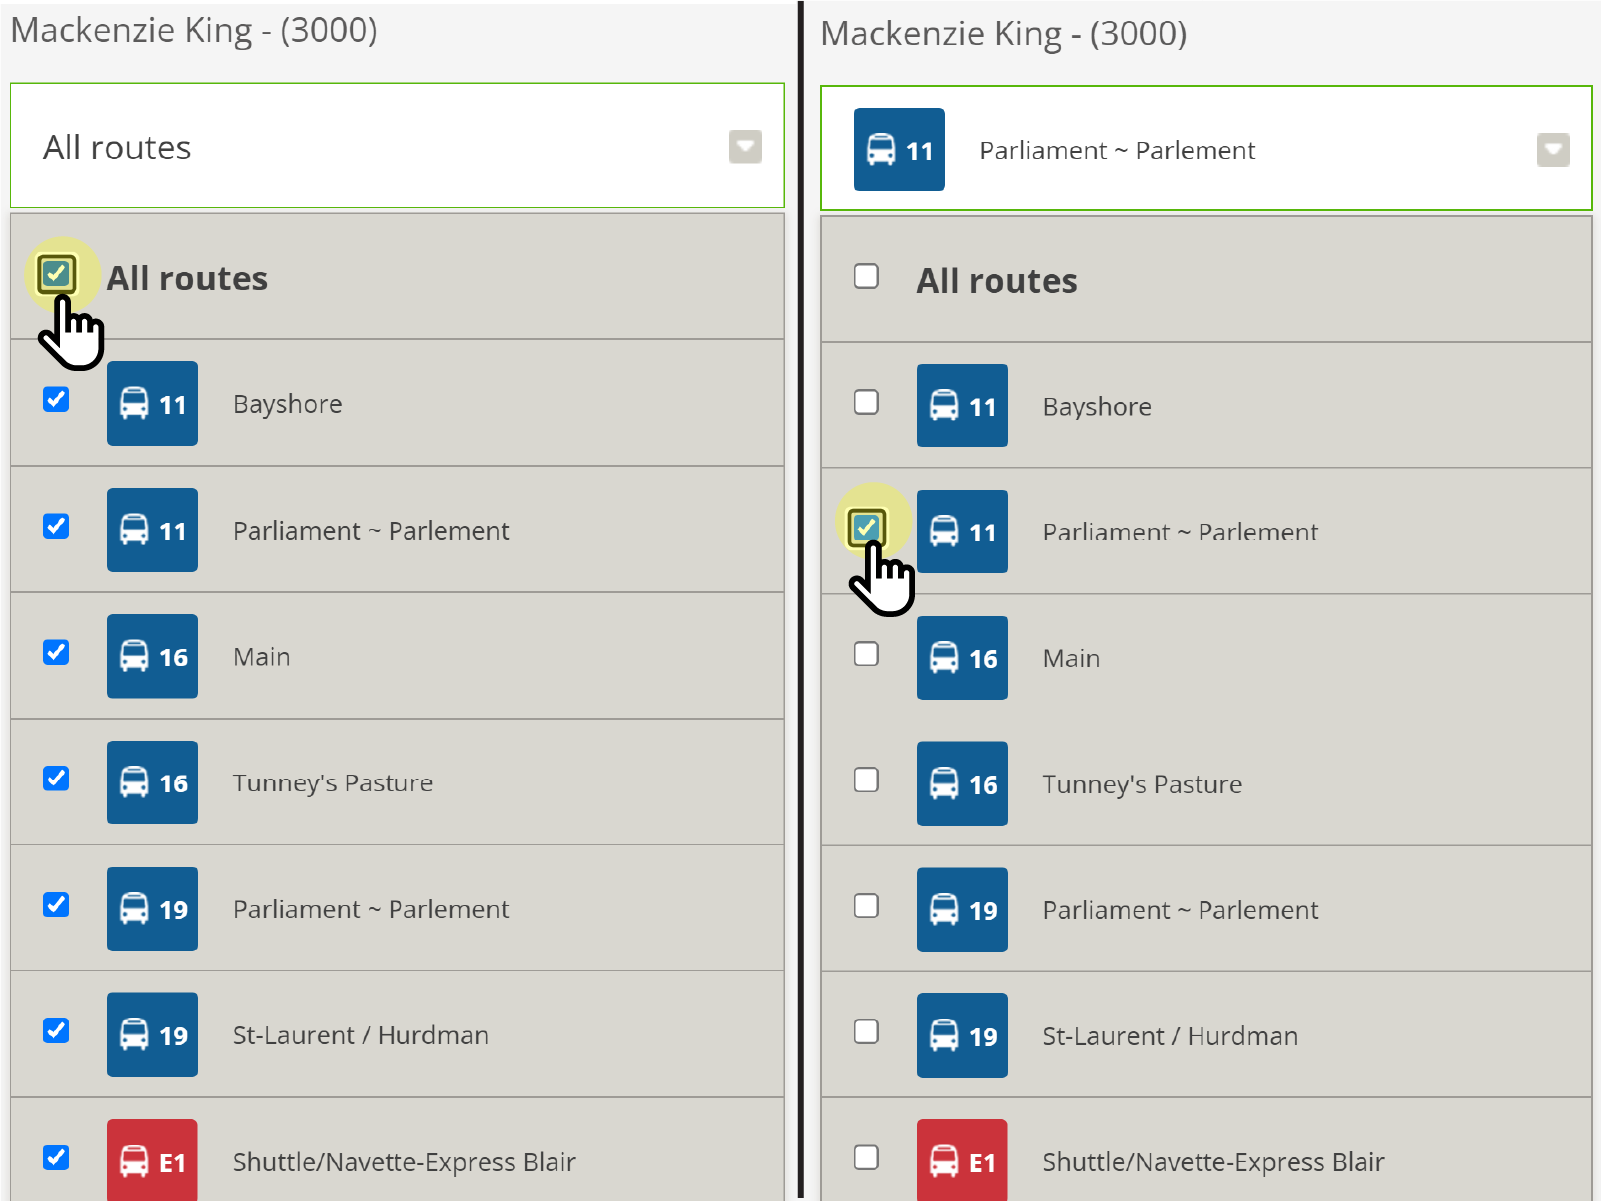 Mackenzie King - (3000)
All routes
All routes
11 Bayshore
11 Parliament ~ Parlement
16 Main
16 Tunney's Pasture
19 Parliament ~ Parlement
19 St-Laurent / Hurdman
E1 Shuttle/Navette-Express Blair
Mackenzie King - (3000)
11 Parliament ~ Parlement
All routes
11 Bayshore
11 Parliament ~ Parlement
16 Main
16 Tunney's Pasture
19 Parliament ~ Parlement
19 St-Laurent / Hurdman
E1 Shuttle/Navette-Express Blair